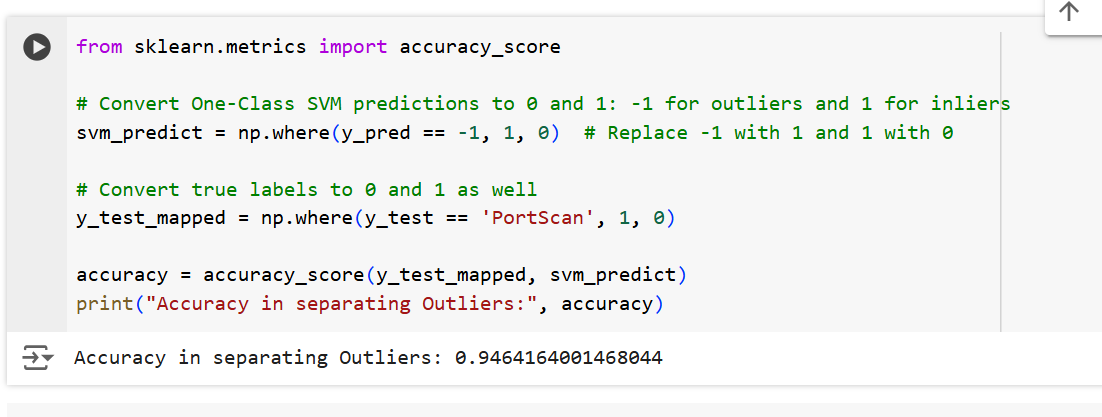 from sklearn.metrics import accuracy_score
# Convert One-Class SVM predictions to 0 and 1: -1 for outliers and 1 for inliers
svm_predict = np.where(y_pred == -1, 1, 0)  # Replace -1 with 1 and 1 with 0
# Convert true labels to 0 and 1 as well
y_test_mapped = np.where(y_test == 'PortScan', 1, 0)
accuracy = accuracy_score(y_test_mapped, svm_predict)
print("Accuracy in separating Outliers:", accuracy)
Accuracy in separating Outliers: 0.9464164001468044